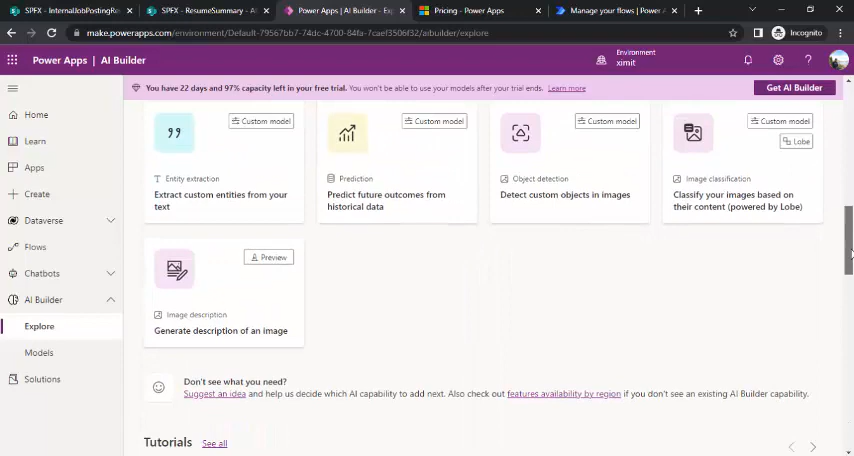 SPFX - InternalJobPostingRe
SPFX - ResumeSummary - A
Power Apps | AI Builder - Exp
Pricing - Power Apps
Manage your flows | Power A
make.powerapps.com/environment/Default-79567bb7-74dc-4700-84fa-7caef3506f32/aibuilder/explore
Incognito
Power Apps | AI Builder
Environment
ximit
You have 22 days and 97% capacity left in your free trial. You won't be able to use your models after your trial ends. Learn more
Get AI Builder
Home
Learn
Apps
Create
Dataverse
Flows
Chatbots
AI Builder
Explore
Models
Solutions
Custom model
Entity extraction
Extract custom entities from your
text
Custom model
Prediction
Predict future outcomes from
historical data
Custom model
Object detection
Detect custom objects in images
Custom model
Lobe
Image classification
Classify your images based on
their content (powered by Lobe)
Preview
Image description
Generate description of an image
Don't see what you need?
Suggest an idea and help us decide which AI capability to add next. Also check out features availability by region if you don't see an existing AI Builder capability.
Tutorials See all